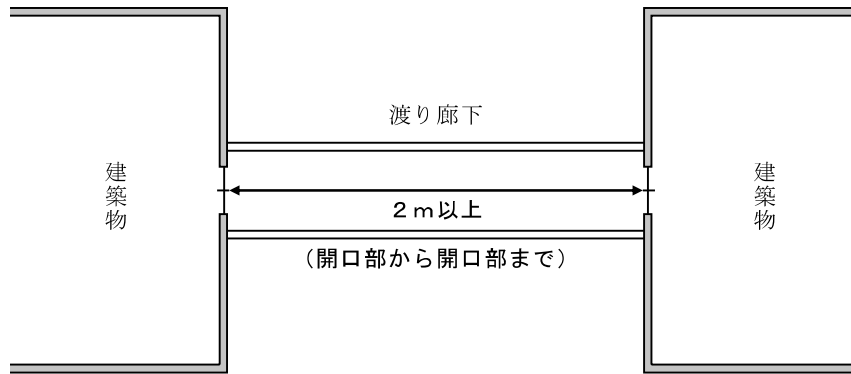 渡り廊下
建築物
２ｍ以上
建築物
（開口部から開口部まで）